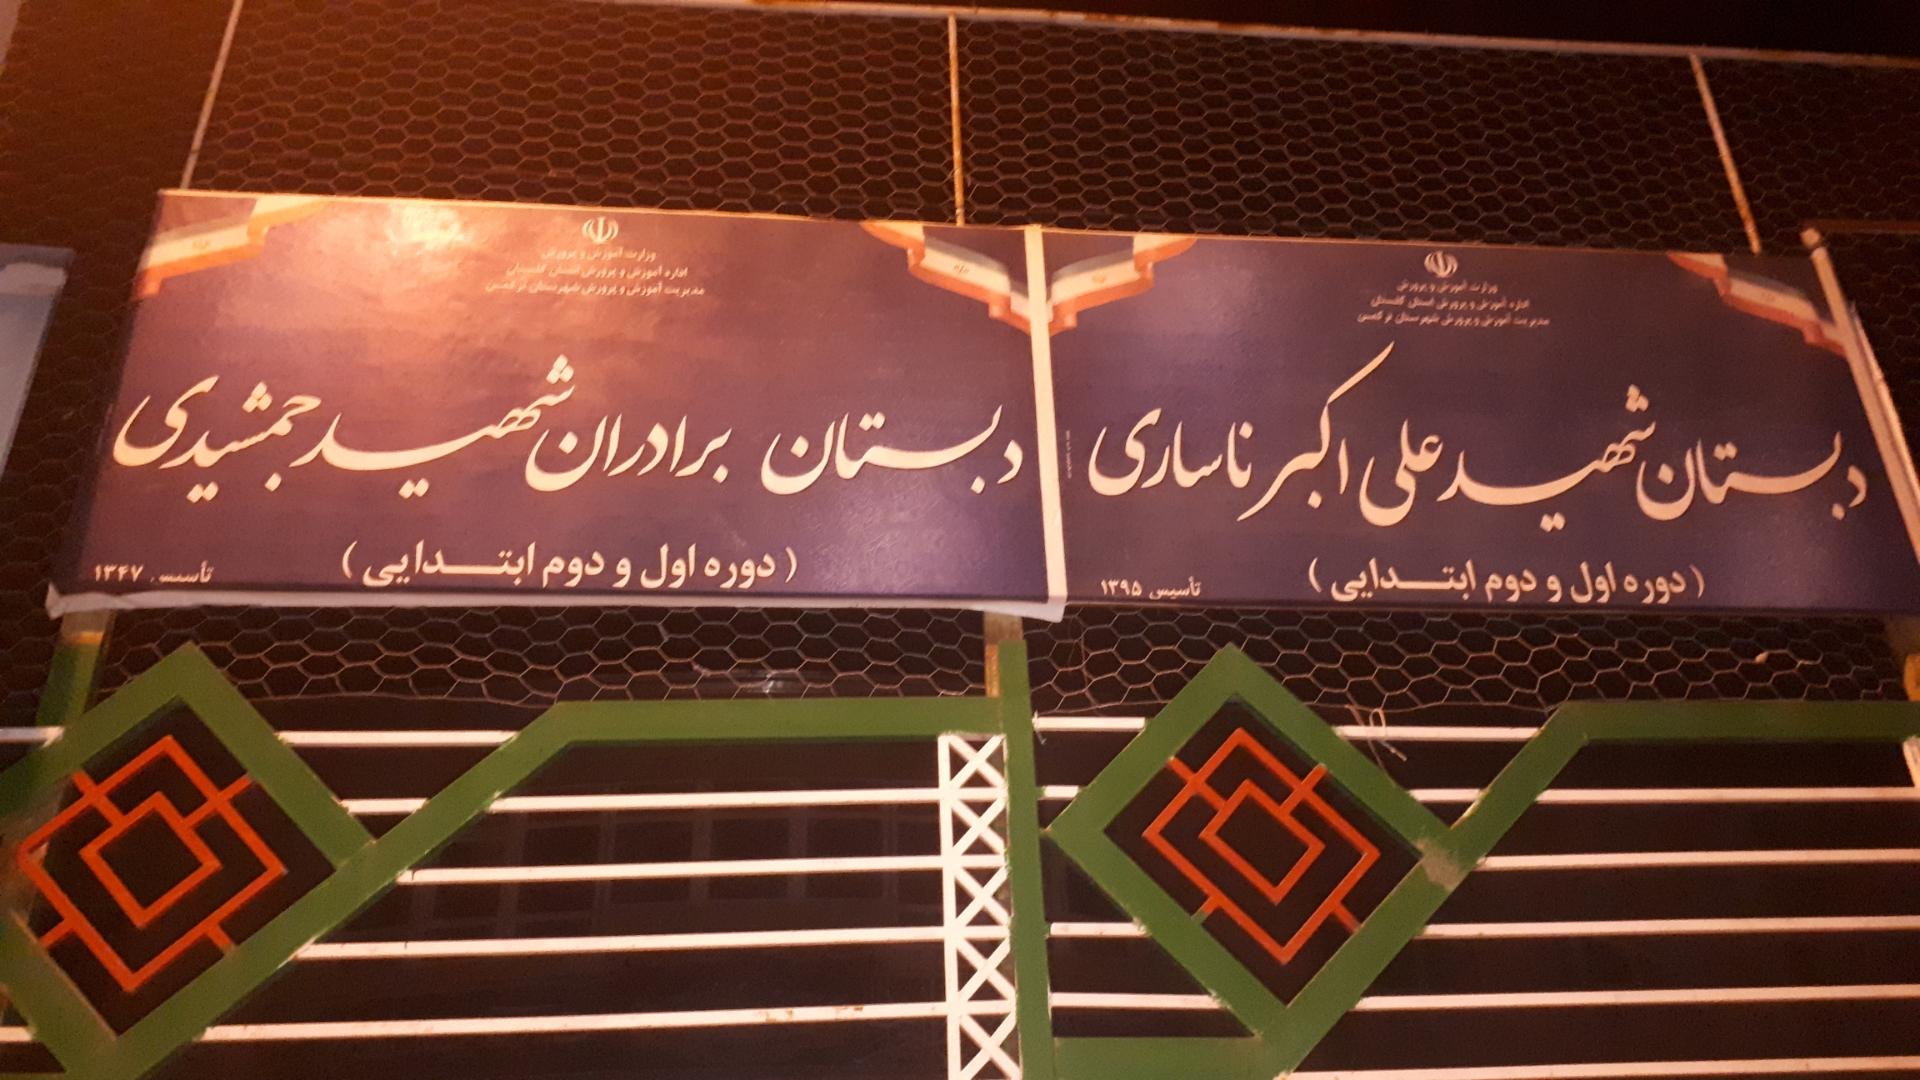 وزارت آموزش و پرورش
اداره آموزش و پرورش استان گلستان
مدیریت آموزش و پرورش شهرستان ترکمن
دبستان شهید علی اکبر ناساری
(دوره اول و دوم ابتدایی)
تأسیس ۱۳۹۵
وزارت آموزش و پرورش
اداره آموزش و پرورش استان گلستان
مدیریت آموزش و پرورش شهرستان ترکمن
دبستان برادران شهید جمشیدی
(دوره اول و دوم ابتدایی)
تأسیس ۱۳۴۷